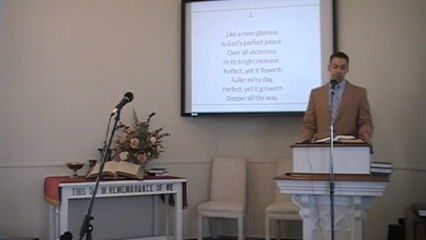 1
Like a river glorious
Is God's perfect peace,
Over all victorious
In its bright increase;
Perfect, yet it floweth
Fuller ev'ry day,
Perfect, yet it groweth
Deeper all the way.
THIS DO IN REMEMBRANCE OF ME